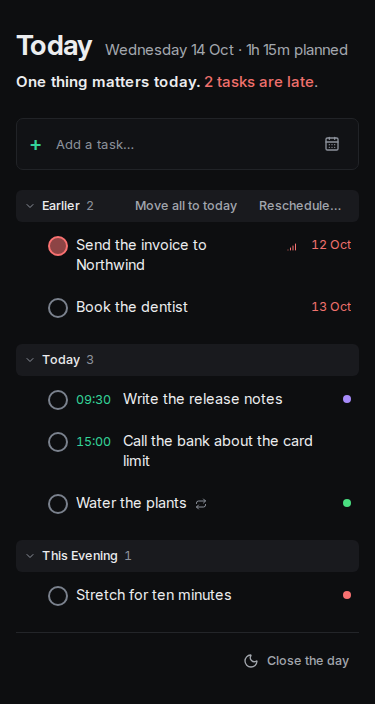 Today Wednesday 14 Oct · 1h 15m planned
One thing matters today. 2 tasks are late.
+ Add a task...
Earlier 2 Move all to today Reschedule...
Send the invoice to 12 Oct
Northwind
Book the dentist 13 Oct
Today 3
09:30 Write the release notes
15:00 Call the bank about the card
limit
Water the plants
This Evening 1
Stretch for ten minutes
Close the day